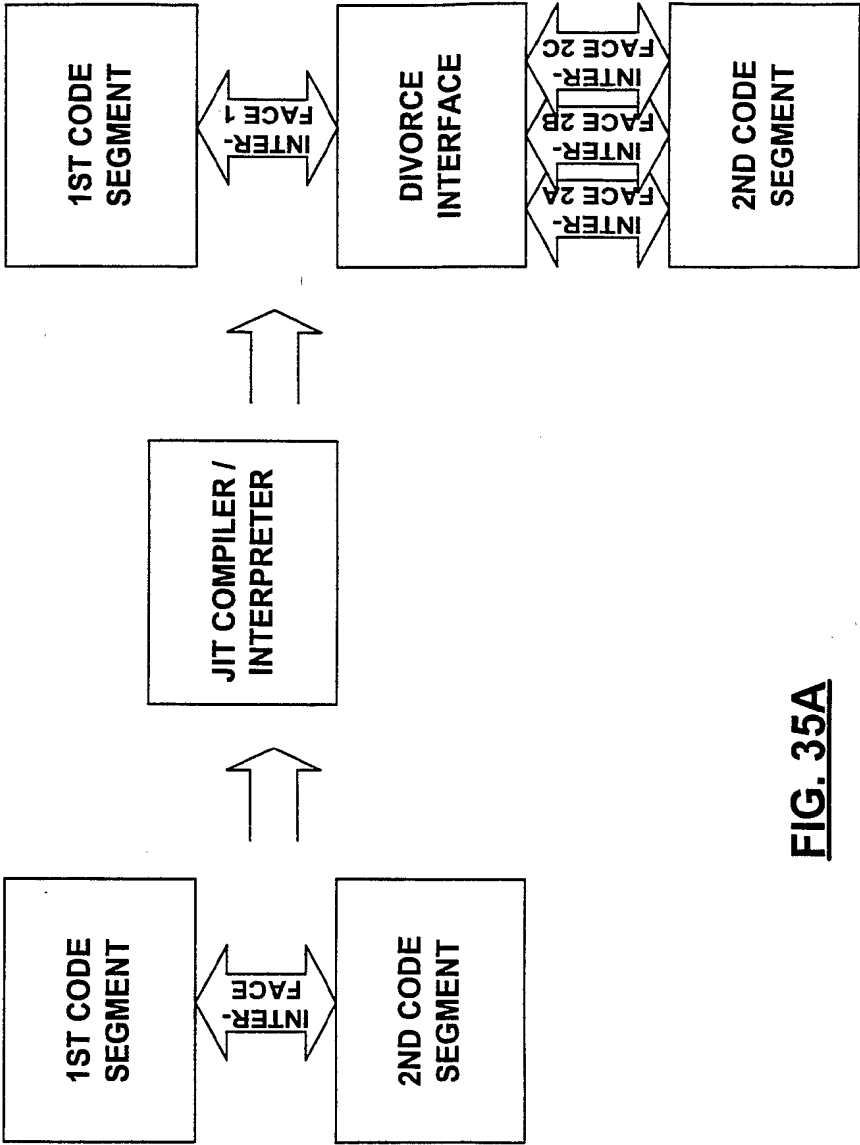 1ST CODE
SEGMENT
INTER-
FACE
2ND CODE
SEGMENT
JIT COMPILER /
INTERPRETER
1ST CODE
SEGMENT
INTER-
FACE 1
DIVORCE
INTERFACE
INTER-
FACE 2A
INTER-
FACE 2B
INTER-
FACE 2C
2ND CODE
SEGMENT
FIG. 35A